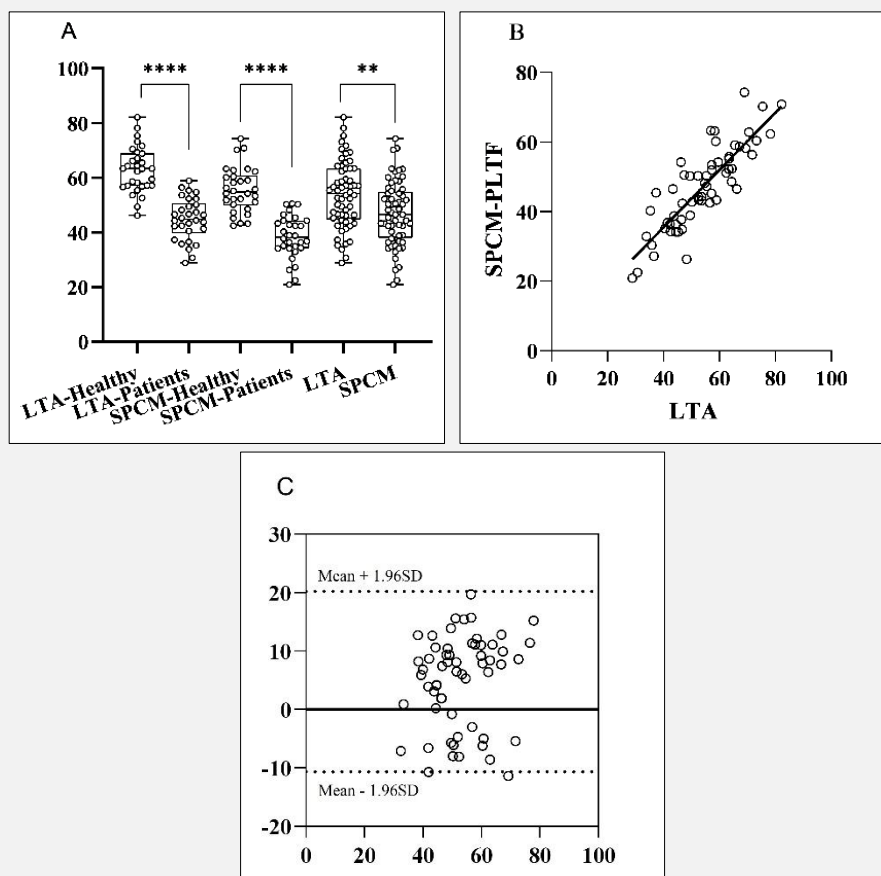 A
100
80
60
40
20
0
**** **** **
LTA-Healthy
LTA-Patients
SPCM-Healthy
SPCM-Patients
LTA
SPCM
B
SPCM-PLTF
80
60
40
20
0
0 20 40 60 80 100
LTA
C
30
20
10
0
-10
-20
Mean + 1.96SD
Mean - 1.96SD
0 20 40 60 80 100